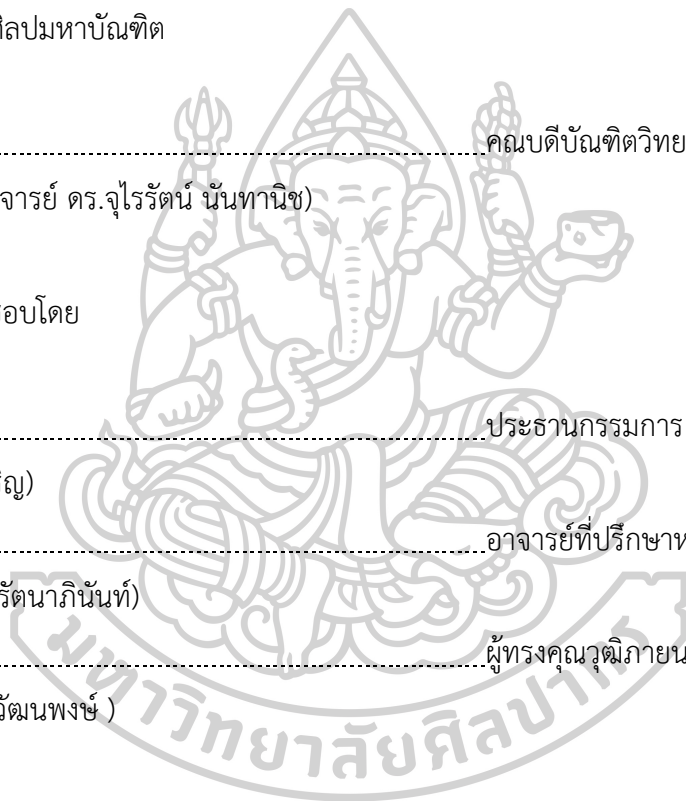 ศิลปมหาบัณฑิต
คณบดีบัณฑิตวิทย
จารย์ ดร.จุไรรัตน์ นันทานิช)
สอบโดย
ประธานกรรมการ
ริญ)
อาจารย์ที่ปรึกษาห
รัตนาภินันท์)
ผู้ทรงคุณวุฒิภายน
วัฒนพงษ์ )
มหาวิทยาลัยศิลปากร